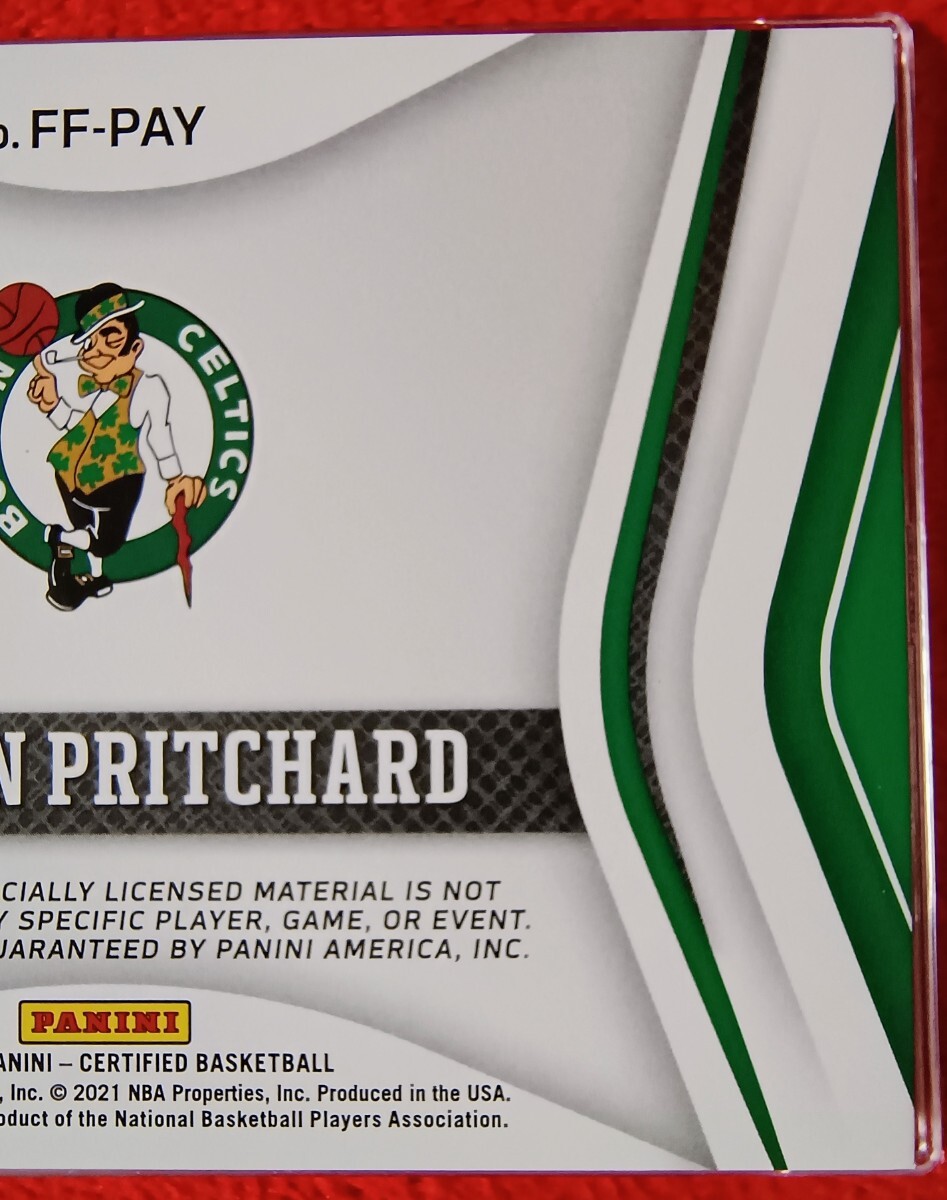 o. FF-PAY
BO N CELTICS
N PRITCHARD
CIALLY LICENSED MATERIAL IS NOT
Y SPECIFIC PLAYER, GAME, OR EVENT.
UARANTEED BY PANINI AMERICA, INC.
PANINI
ANINI – CERTIFIED BASKETBALL
, Inc. © 2021 NBA Properties, Inc. Produced in the USA.
oduct of the National Basketball Players Association.